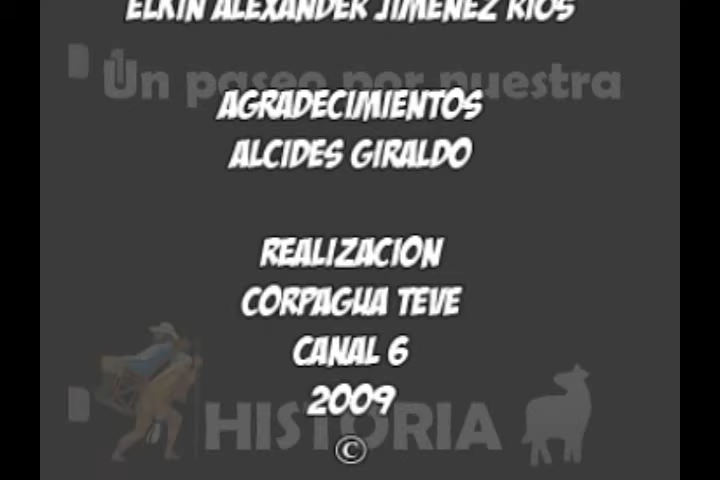 ELKIN ALEXANDER JIMENEZ RIOS
Un paseo por nuestra
AGRADECIMIENTOS
ALCIDES GIRALDO
REALIZACION
CORPAGUA TEVE
CANAL 6
2009
HISTORIA
©